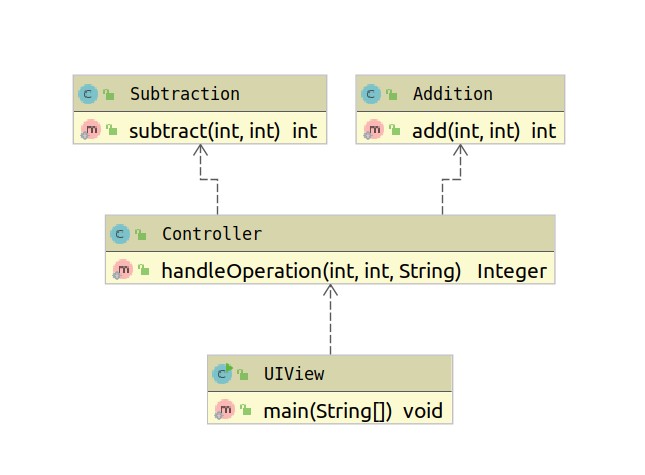 Subtraction
subtract(int, int) int
Addition
add(int, int) int
Controller
handleOperation(int, int, String) Integer
UIView
main(String[]) void